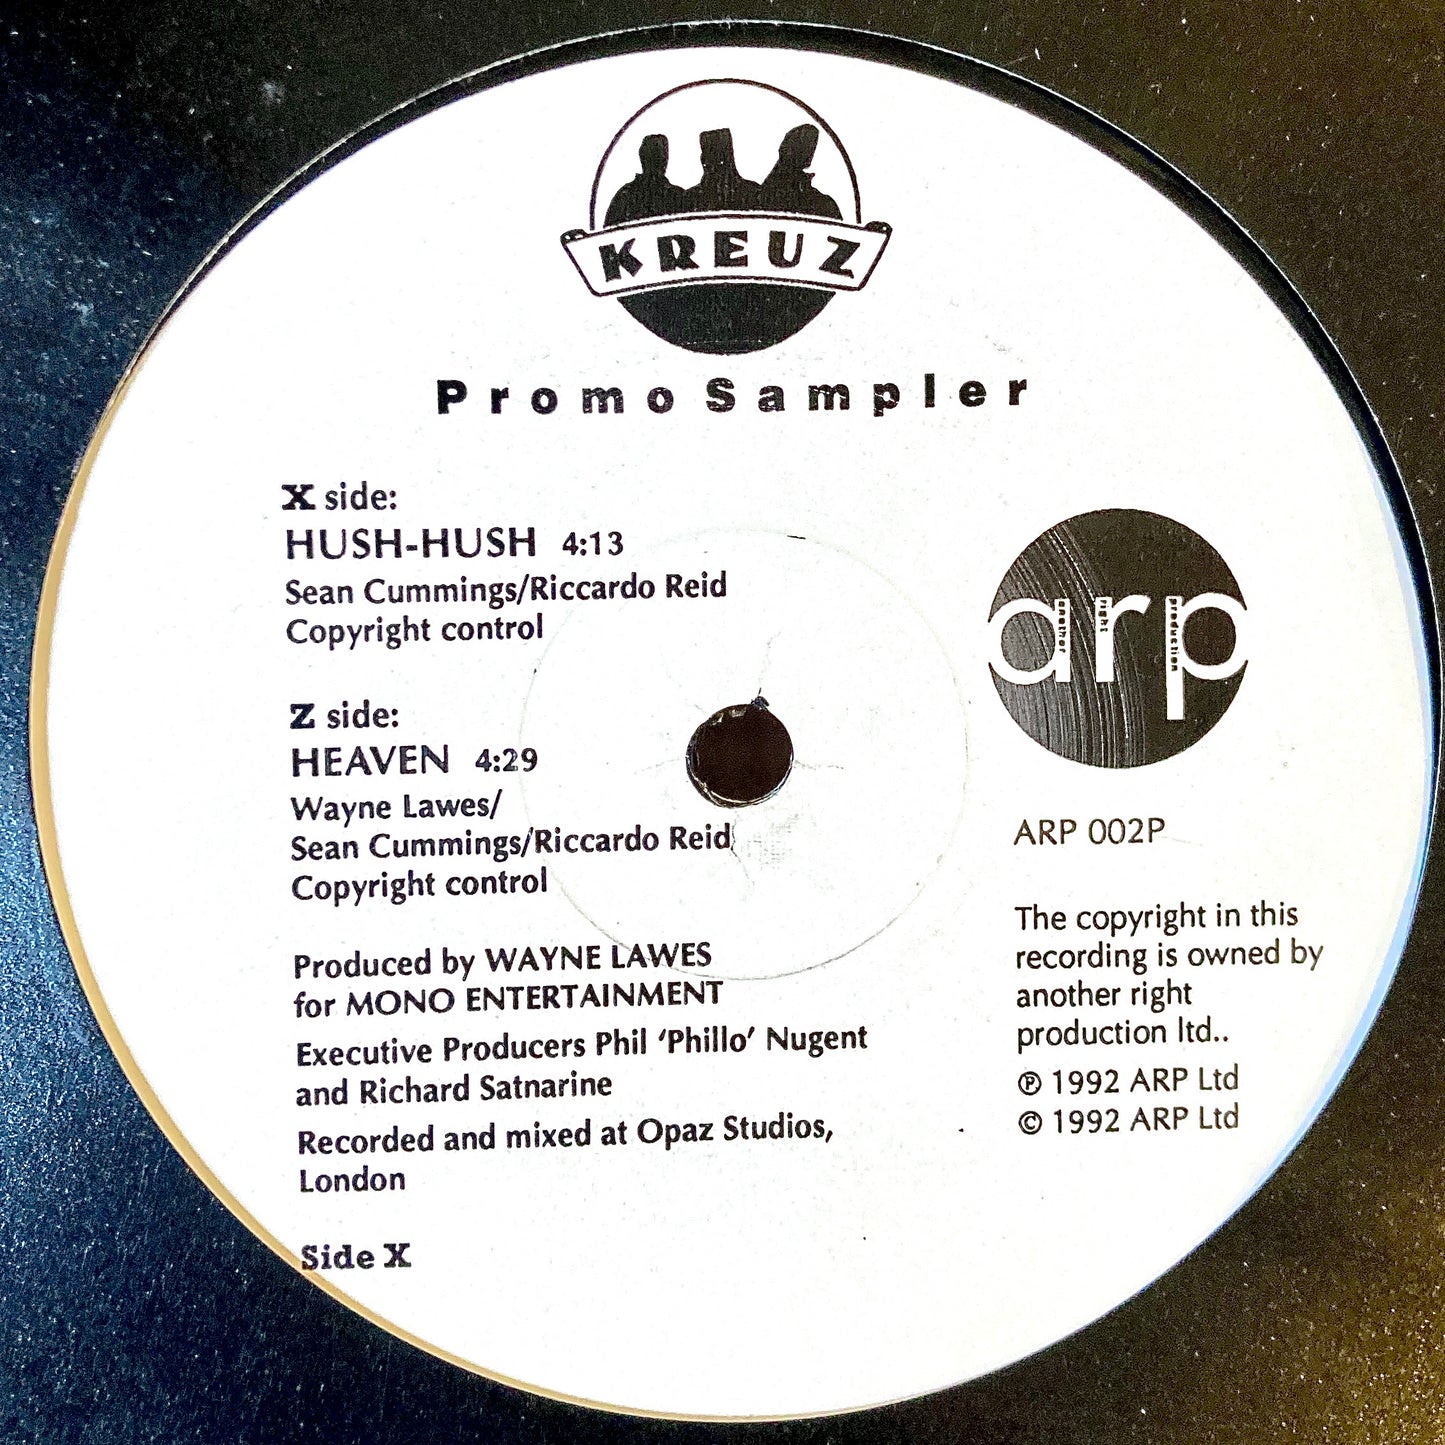 KREUZ
Promo Sampler
X side:
HUSH-HUSH 4:13
Sean Cummings/Riccardo Reid
Copyright control
Z side:
HEAVEN 4:29
Wayne Lawes/
Sean Cummings/Riccardo Reid
Copyright control
Produced by WAYNE LAWES
for MONO ENTERTAINMENT
Executive Producers Phil ‘Phillo’ Nugent
and Richard Satnarine
Recorded and mixed at Opaz Studios,
London
Side X
arp
another
right
production
ARP 002P
The copyright in this
recording is owned by
another right
production ltd..
℗ 1992 ARP Ltd
© 1992 ARP Ltd